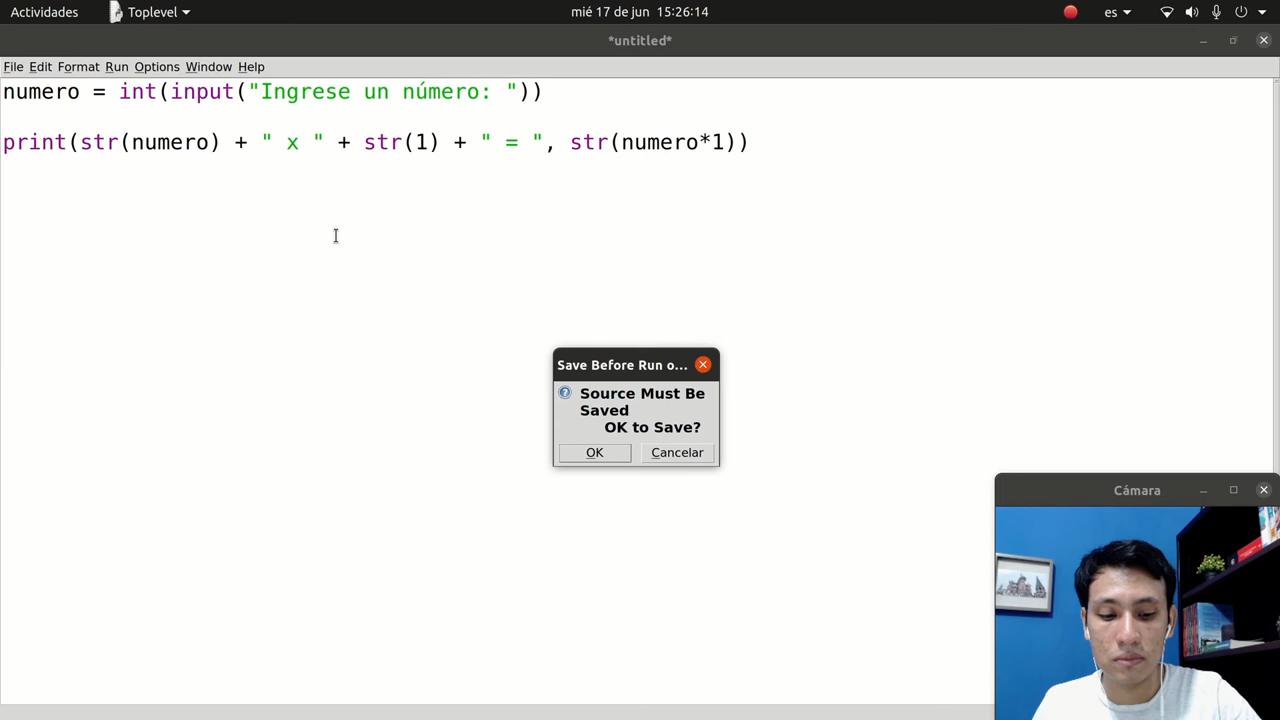 Actividades Toplevel mié 17 de jun 15:26:14 es
*untitled*
File Edit Format Run Options Window Help
numero = int(input("Ingrese un número: "))
print(str(numero) + " x " + str(1) + " = ", str(numero*1))
Save Before Run o...
Source Must Be
Saved
OK to Save?
OK Cancelar
Cámara